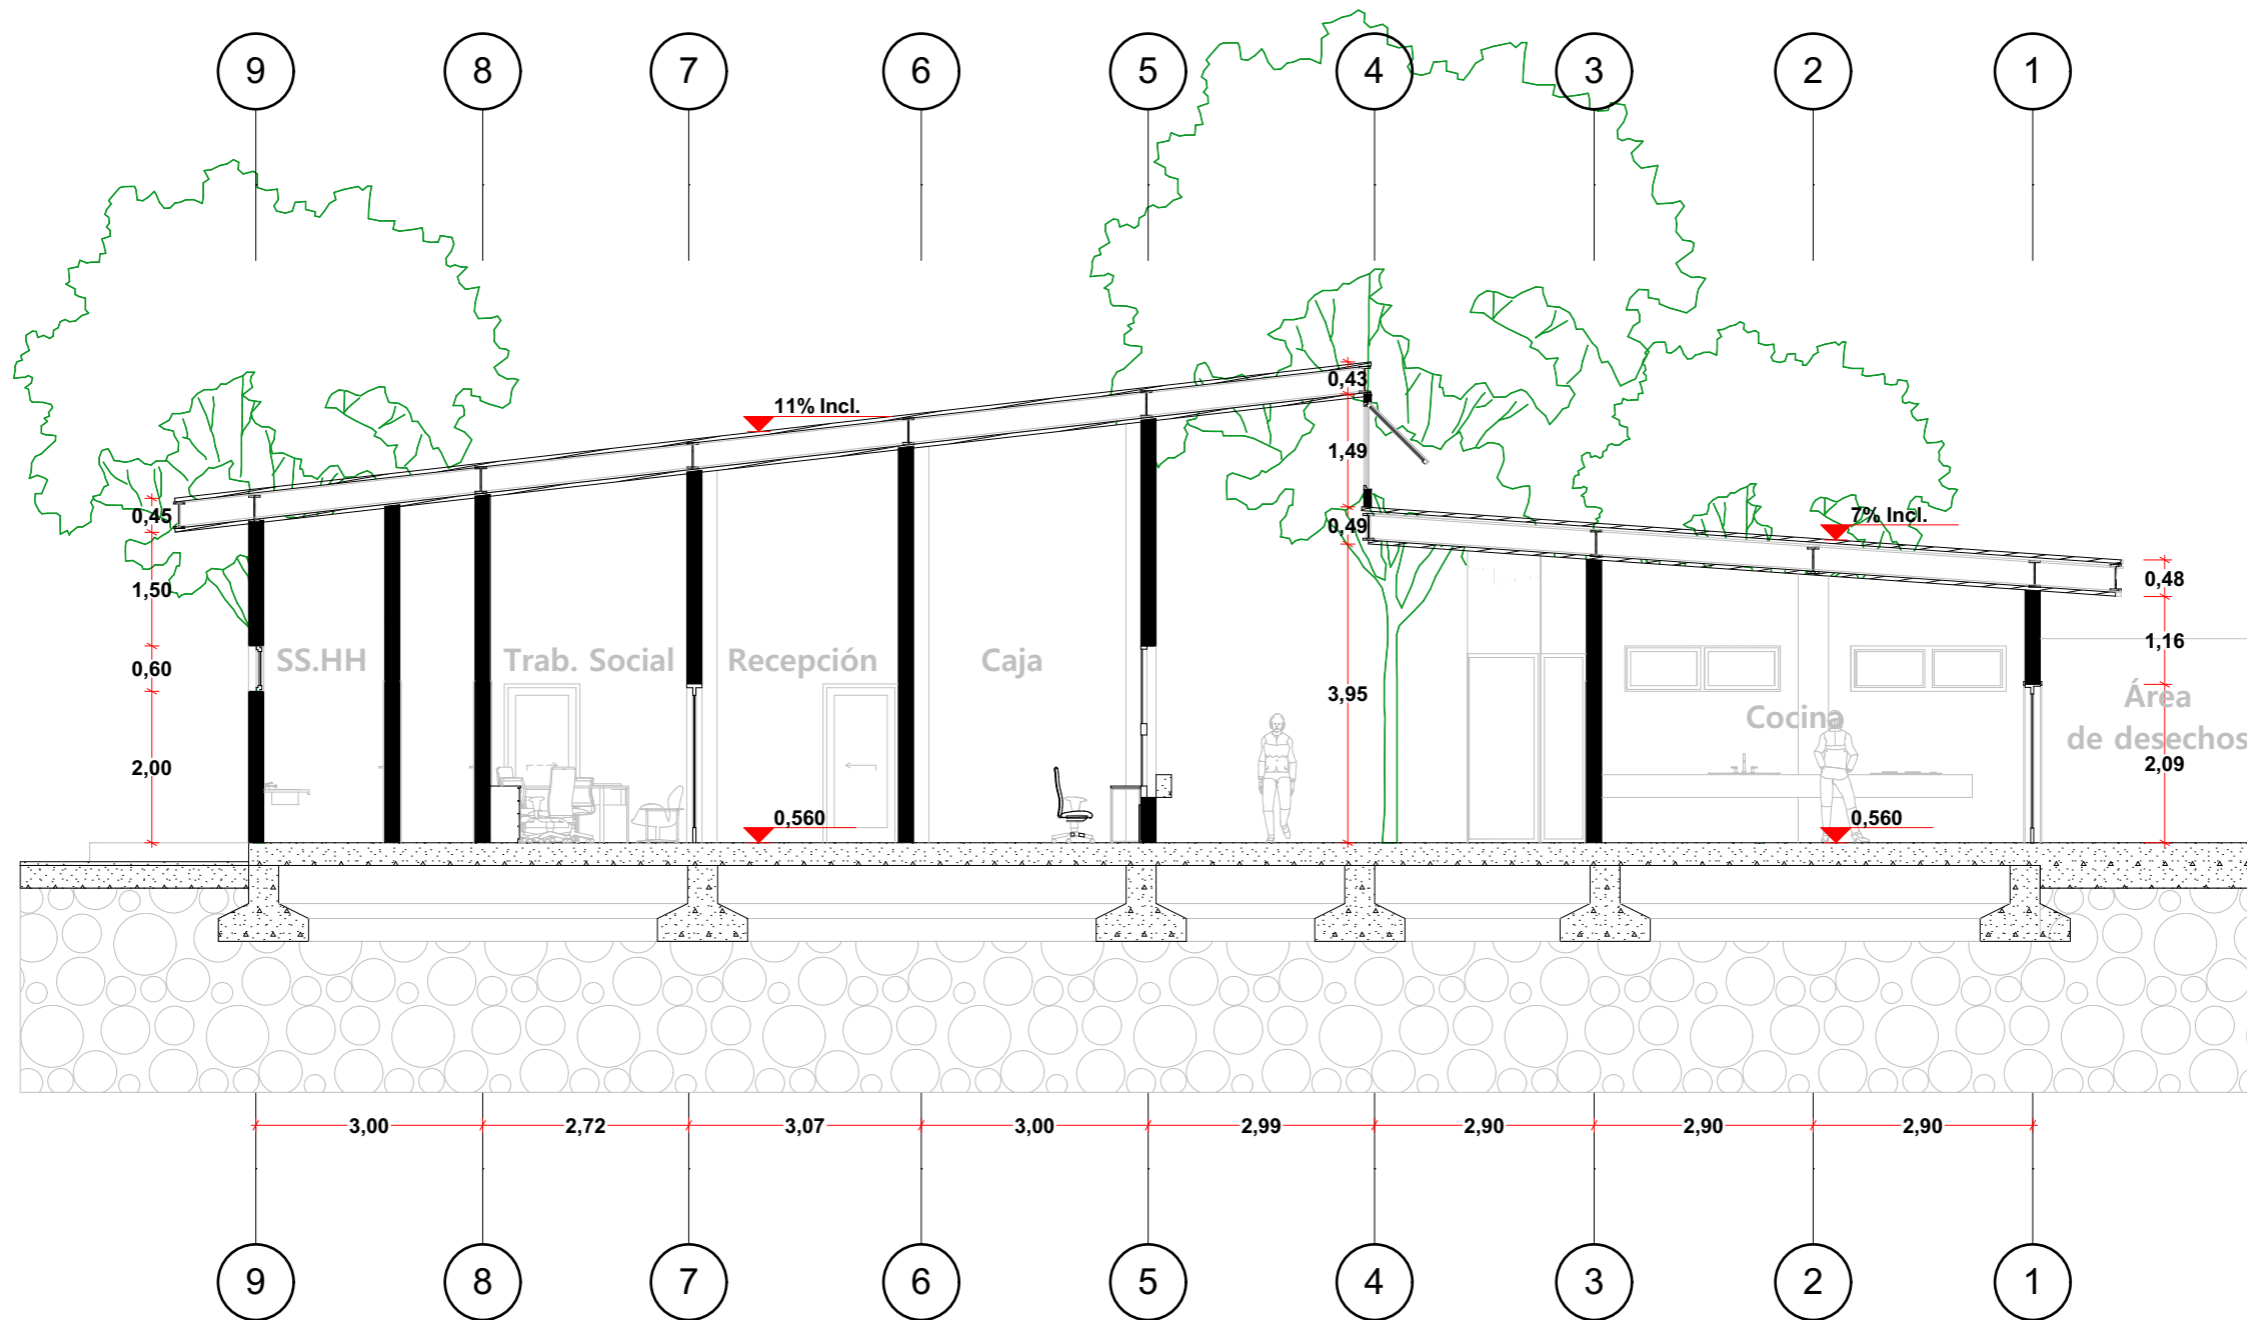 9 8 7 6 5 4 3 2 1
0,43
11% Incl.
1,49
0,45
0,49
7% Incl.
1,50
0,48
0,60
SS.HH
Trab. Social
Recepción
Caja
1,16
3,95
Área
de desechos
Cocina
2,00
2,09
0,560
0,560
3,00 2,72 3,07 3,00 2,99 2,90 2,90 2,90
9 8 7 6 5 4 3 2 1